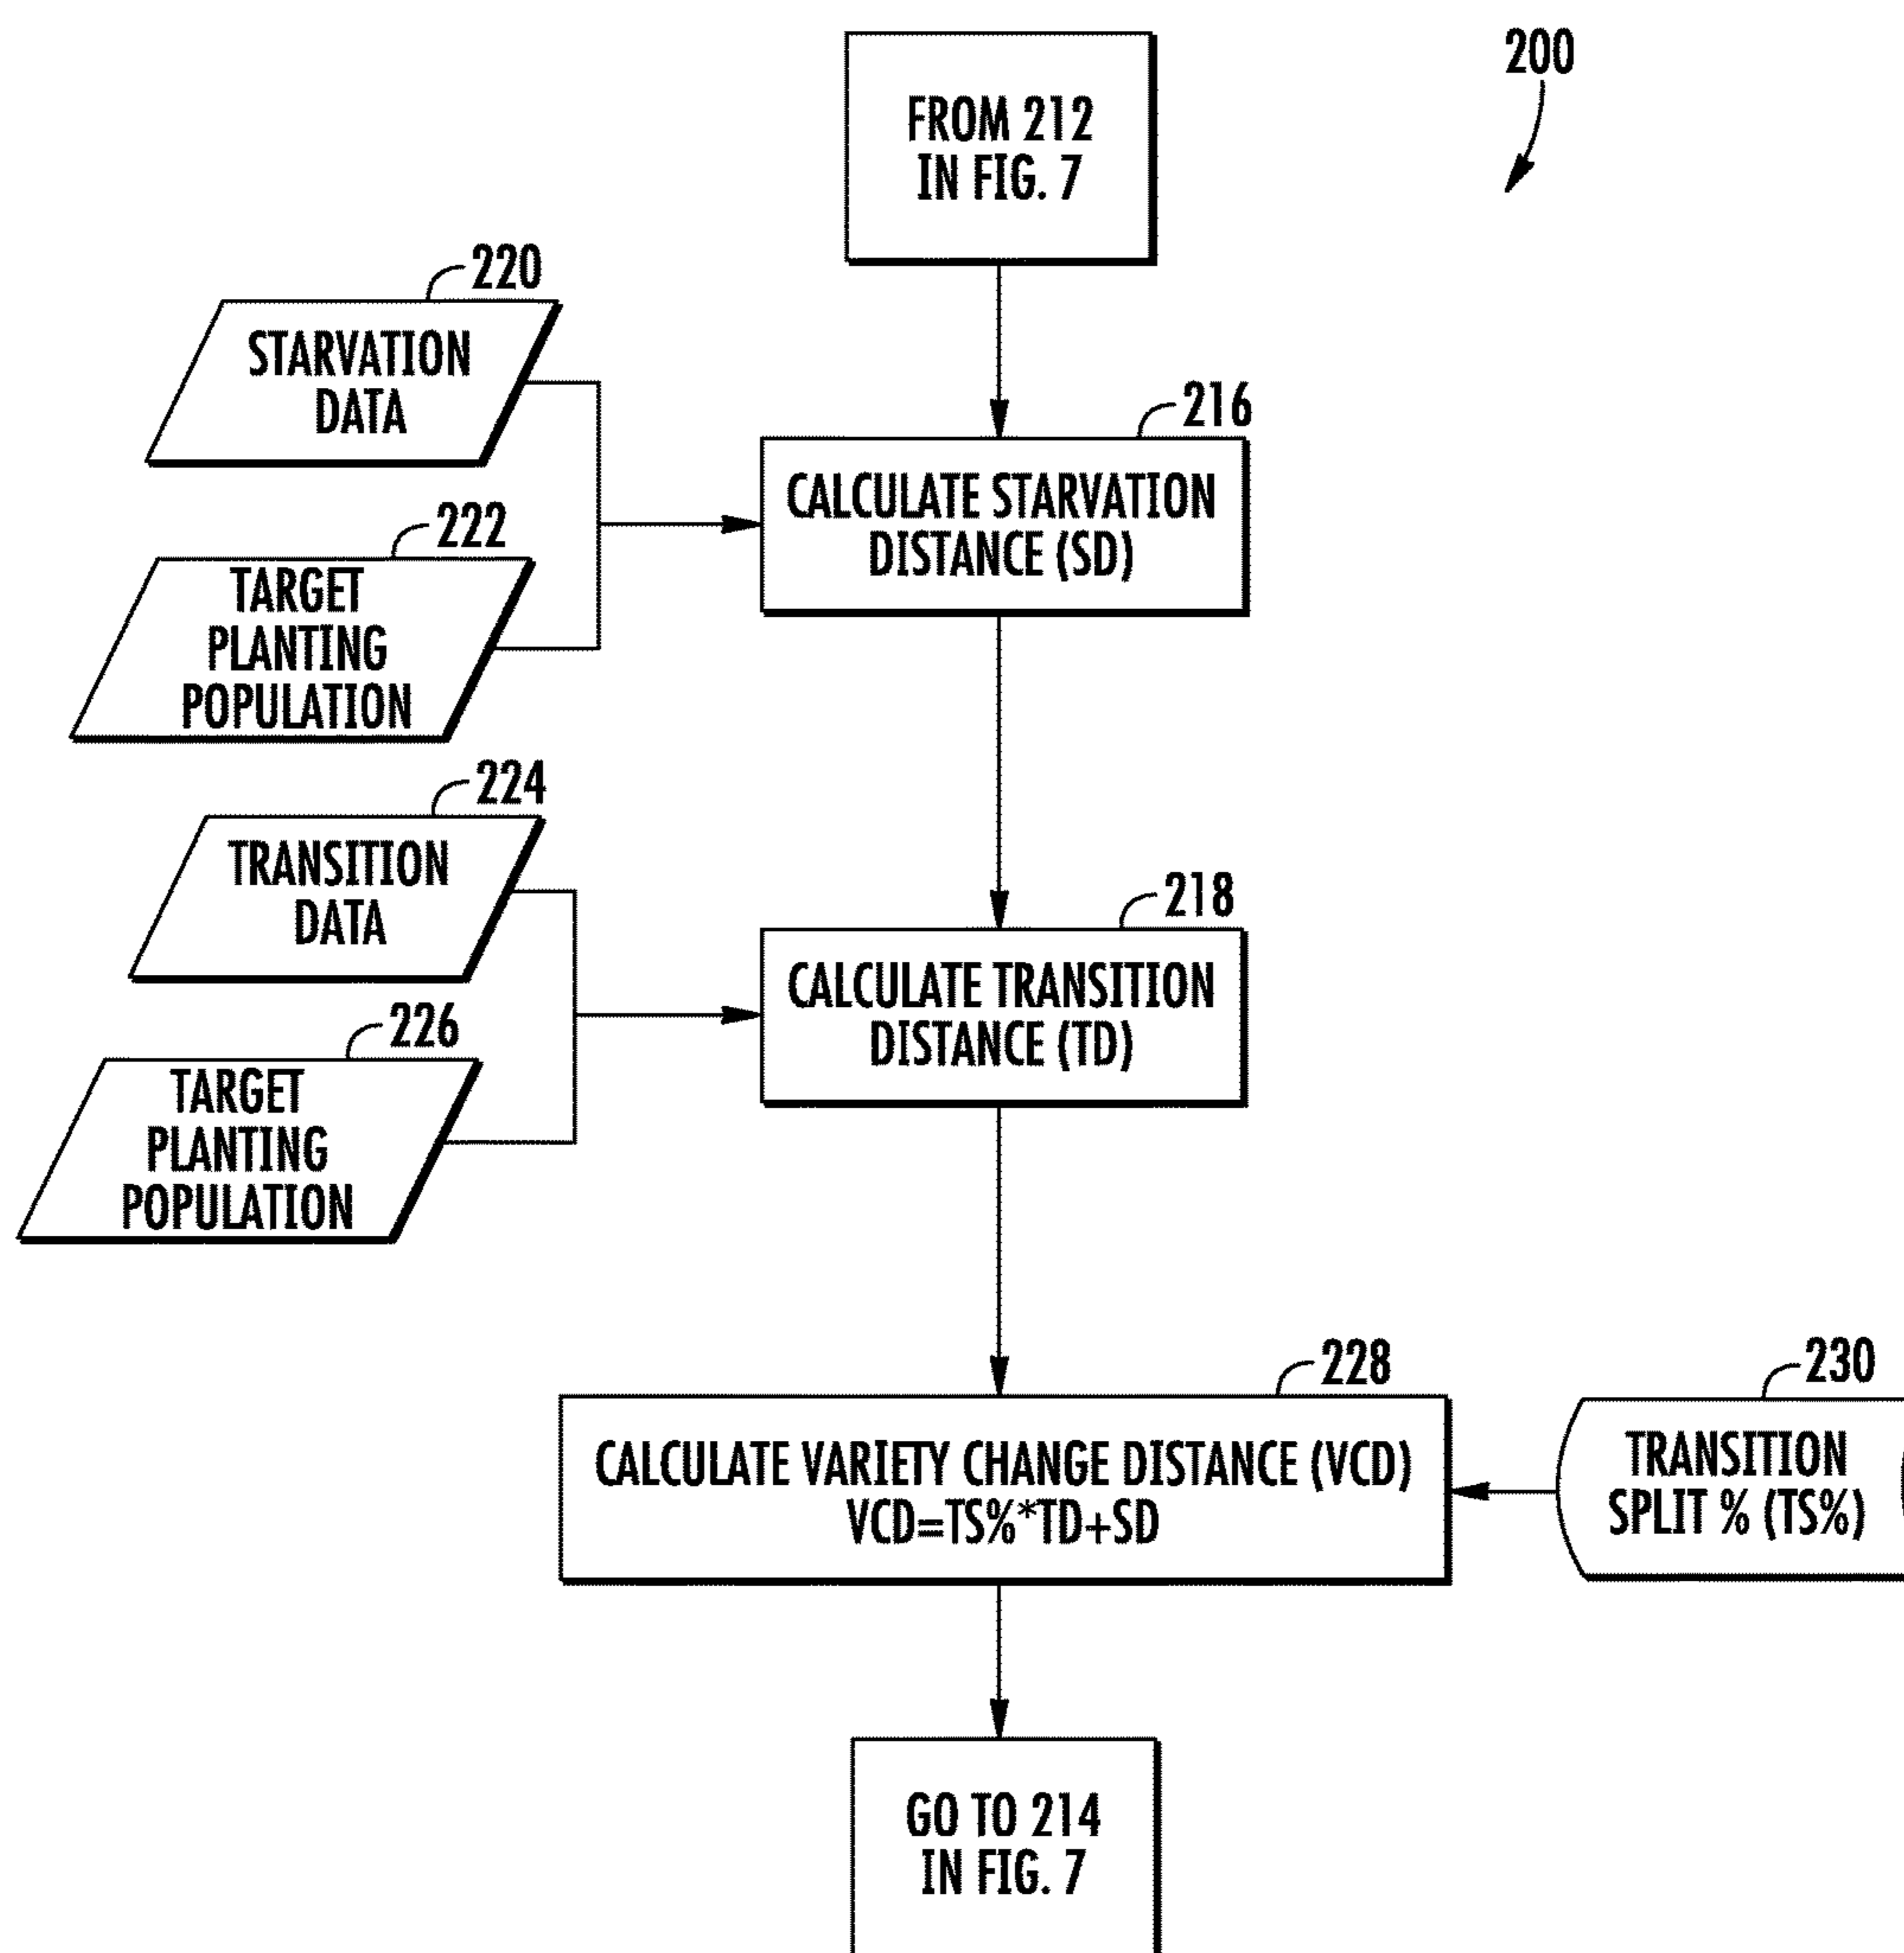 200
FROM 212
IN FIG. 7
220
STARVATION
DATA
216
CALCULATE STARVATION
DISTANCE (SD)
222
TARGET
PLANTING
POPULATION
224
TRANSITION
DATA
218
CALCULATE TRANSITION
DISTANCE (TD)
226
TARGET
PLANTING
POPULATION
228
CALCULATE VARIETY CHANGE DISTANCE (VCD)
VCD=TS%*TD+SD
230
TRANSITION
SPLIT % (TS%)
GO TO 214
IN FIG. 7